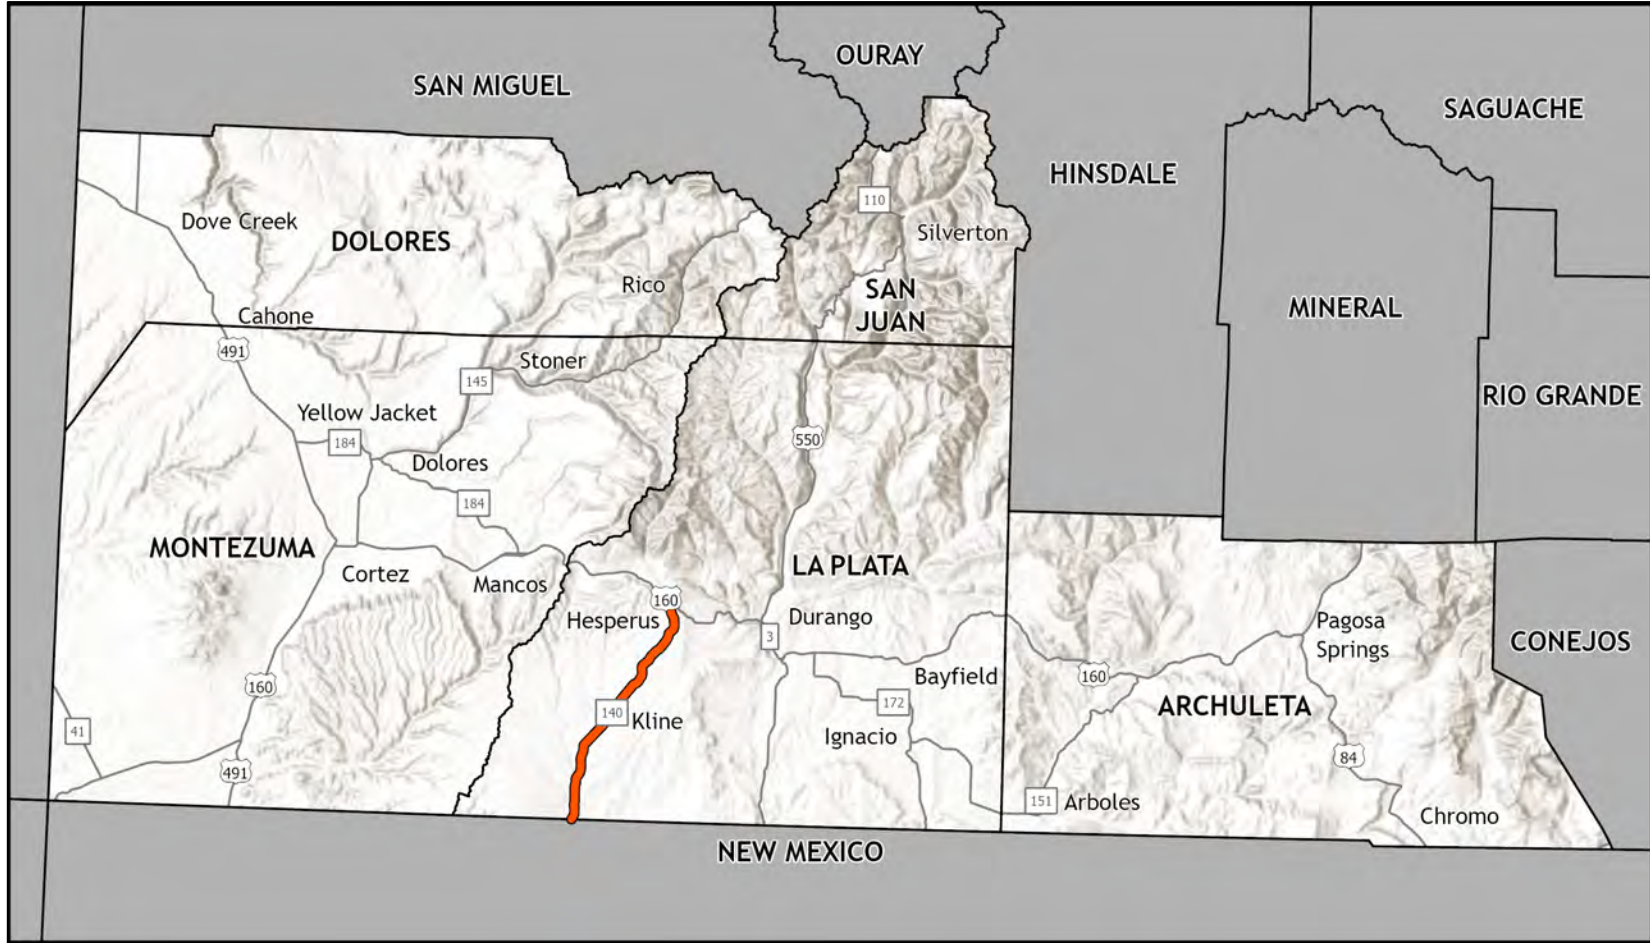 OURAY
SAN MIGUEL
SAGUACHE
HINSDALE
110
Dove Creek
DOLORES
Silverton
Rico
SAN
JUAN
MINERAL
Cahone
491
Stoner
145
RIO GRANDE
Yellow Jacket
184
550
Dolores
184
MONTEZUMA
LA PLATA
Cortez
Mancos
160
Hesperus
Durango
3
Pagosa
Springs
CONEJOS
160
Bayfield
160
172
ARCHULETA
140
Kline
41
Ignacio
84
491
151
Arboles
Chromo
NEW MEXICO